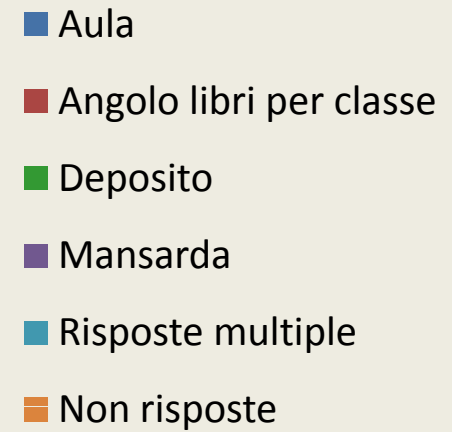 Aula
Angolo libri per classe
Deposito
Mansarda
Risposte multiple
Non risposte